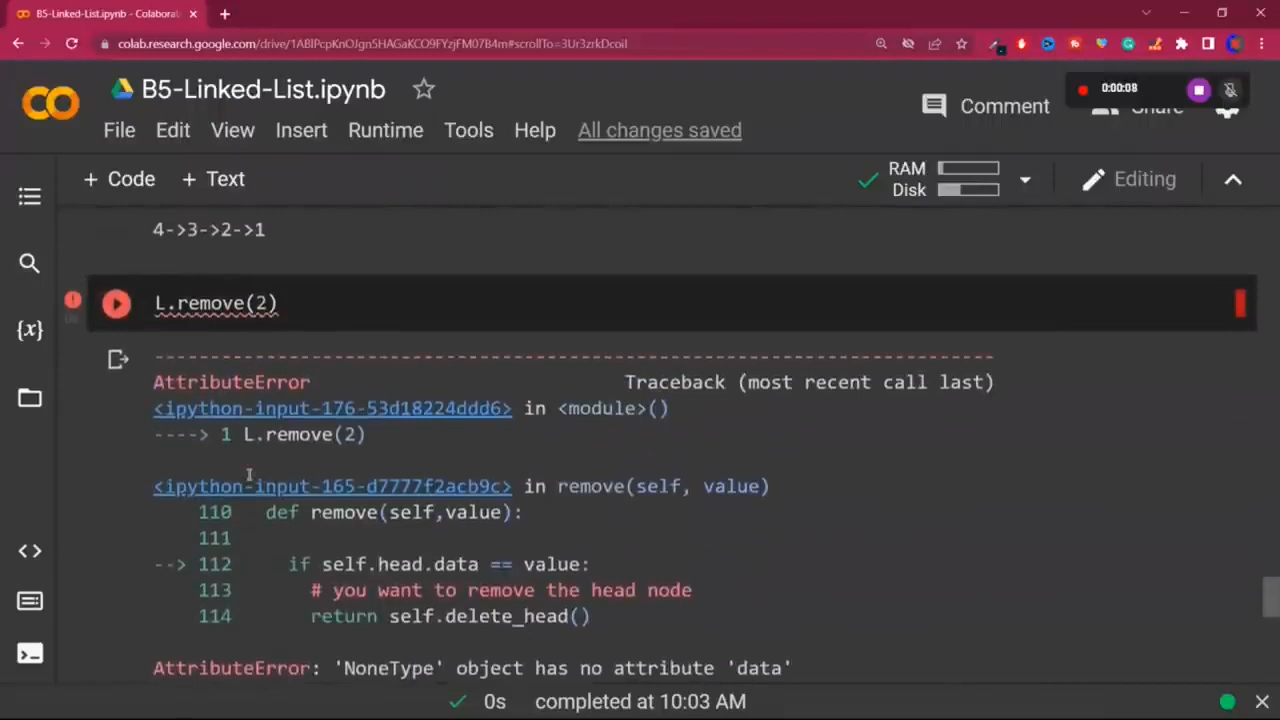 B5-Linked-List.ipynb - Colaborat
colab.research.google.com/drive/1ABlPcpKnOJgn5HAGaKCO9FYzjFM07B4m#scrollTo=3Ur3zrkDcoiI
B5-Linked-List.ipynb
0:00:08
Comment
Share
File Edit View Insert Runtime Tools Help All changes saved
+ Code + Text
RAM
Disk
Editing
4->3->2->1
L.remove(2)
---------------------------------------------------------------------------
AttributeError Traceback (most recent call last)
<ipython-input-176-53d18224ddd6> in <module>()
----> 1 L.remove(2)
<ipython-input-165-d7777f2acb9c> in remove(self, value)
110 def remove(self,value):
111
--> 112 if self.head.data == value:
113 # you want to remove the head node
114 return self.delete_head()
AttributeError: 'NoneType' object has no attribute 'data'
0s completed at 10:03 AM